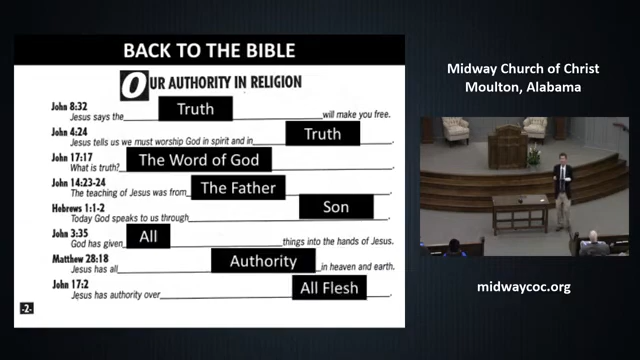 BACK TO THE BIBLE
OUR AUTHORITY IN RELIGION
John 8:32
Jesus says the Truth will make you free.
John 4:24
Jesus tells us we must worship God in spirit and in Truth .
John 17:17
What is truth? The Word of God .
John 14:23-24
The teaching of Jesus was from The Father .
Hebrews 1:1-2
Today God speaks to us through Son .
John 3:35
God has given All things into the hands of Jesus.
Matthew 28:18
Jesus has all Authority in heaven and earth.
John 17:2
Jesus has authority over All Flesh .
-2-
Midway Church of Christ
Moulton, Alabama
midwaycoc.org